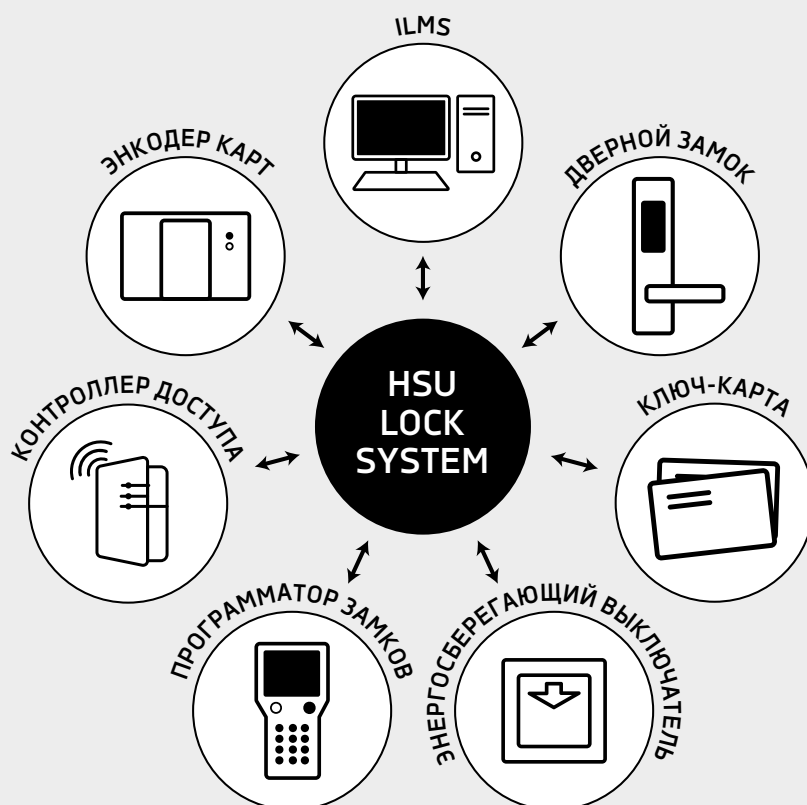 ILMS
ЭНКОДЕР КАРТ
ДВЕРНОЙ ЗАМОК
HSU
LOCK
SYSTEM
КОНТРОЛЛЕР ДОСТУПА
КЛЮЧ-КАРТА
ПРОГРАММАТОР ЗАМКОВ
ЭНЕРГОСБЕРЕГАЮЩИЙ ВЫКЛЮЧАТЕЛЬ